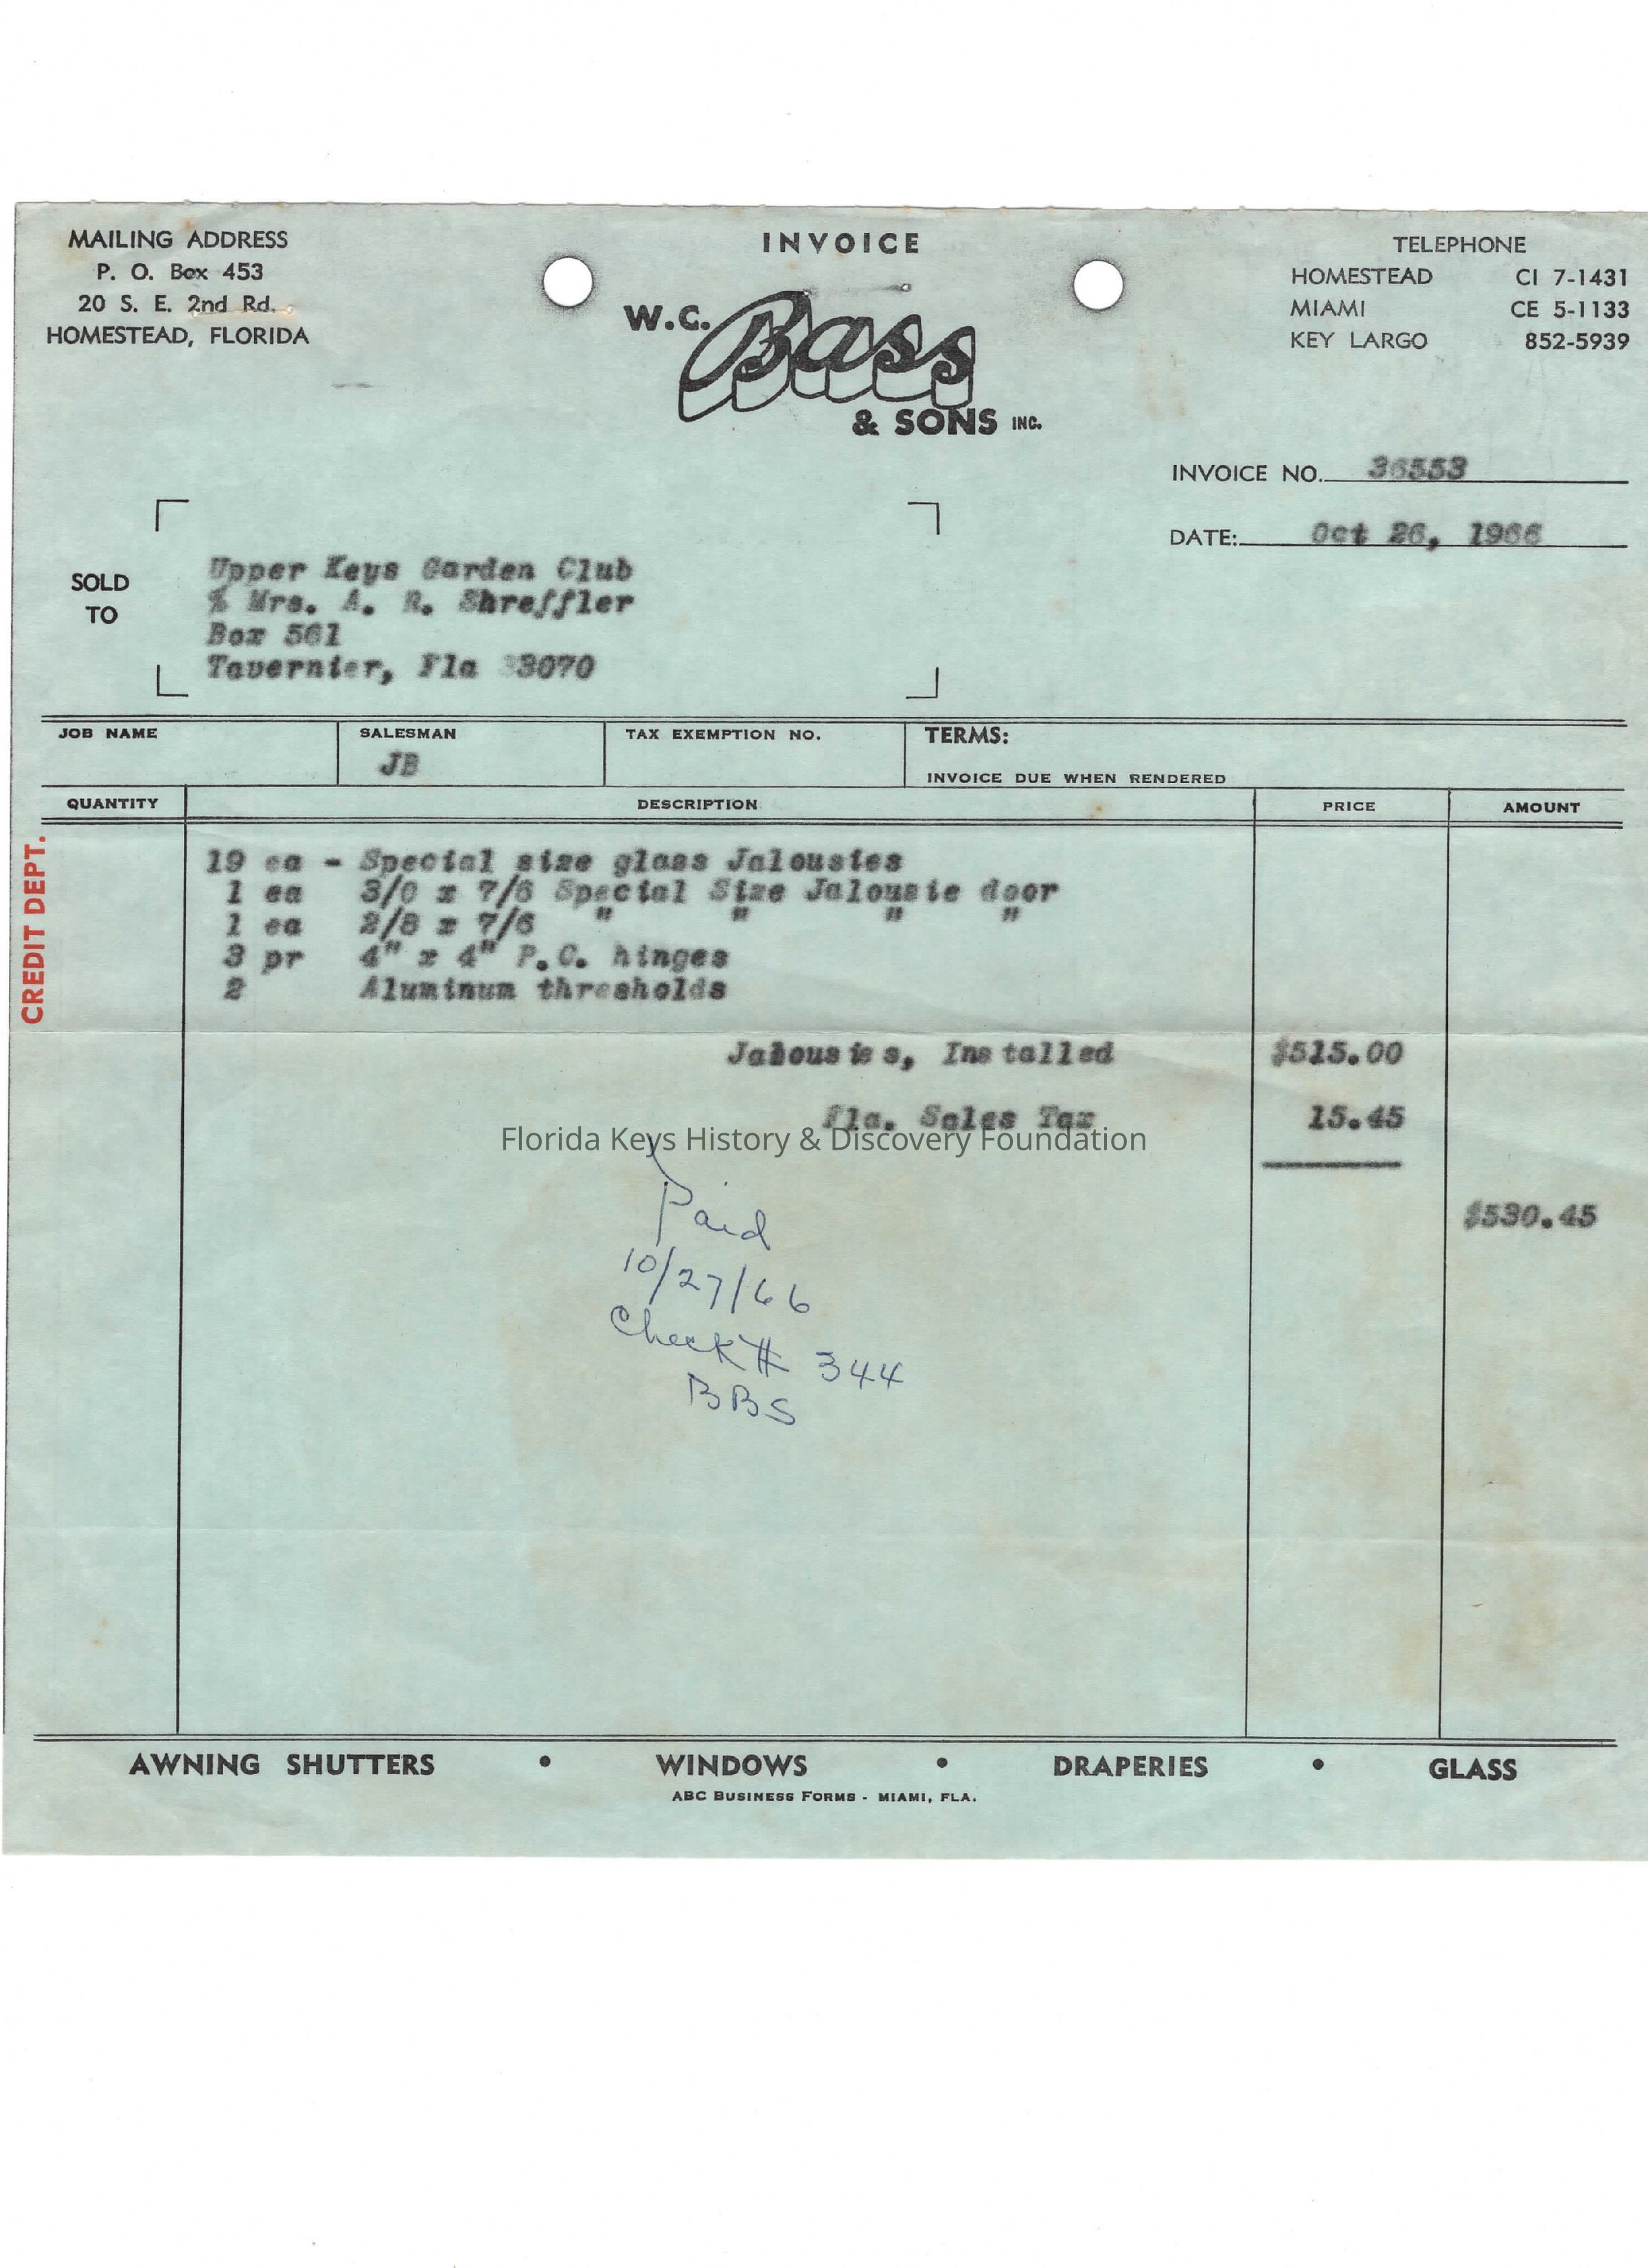 MAILING ADDRESS
P. O. Box 453
20 S. E. 2nd Rd.
HOMESTEAD, FLORIDA
INVOICE
W.C. Bass
& SONS INC.
TELEPHONE
HOMESTEAD CI 7-1431
MIAMI CE 5-1133
KEY LARGO 852-5939
INVOICE NO. 36553
DATE: Oct 26, 1966
SOLD
TO
Upper Keys Garden Club
% Mrs. A. R. Shreffler
Box 561
Tavernier, Fla 33070
JOB NAME SALESMAN TAX EXEMPTION NO. TERMS:
JB
INVOICE DUE WHEN RENDERED
QUANTITY DESCRIPTION PRICE AMOUNT
CREDIT DEPT.
19 ea - Special size glass Jalousies
1 ea 3/0 x 7/6 Special Size Jalousie door
1 ea 2/8 x 7/6 " " " "
3 pr 4" x 4" P.C. hinges
2 Aluminum thresholds
Jalousies, Installed $515.00
Fla. Sales Tax 15.45
Florida Keys History & Discovery Foundation
$530.45
Paid
10/27/66
Check # 344
BBS
AWNING SHUTTERS • WINDOWS • DRAPERIES • GLASS
ABC BUSINESS FORMS - MIAMI, FLA.